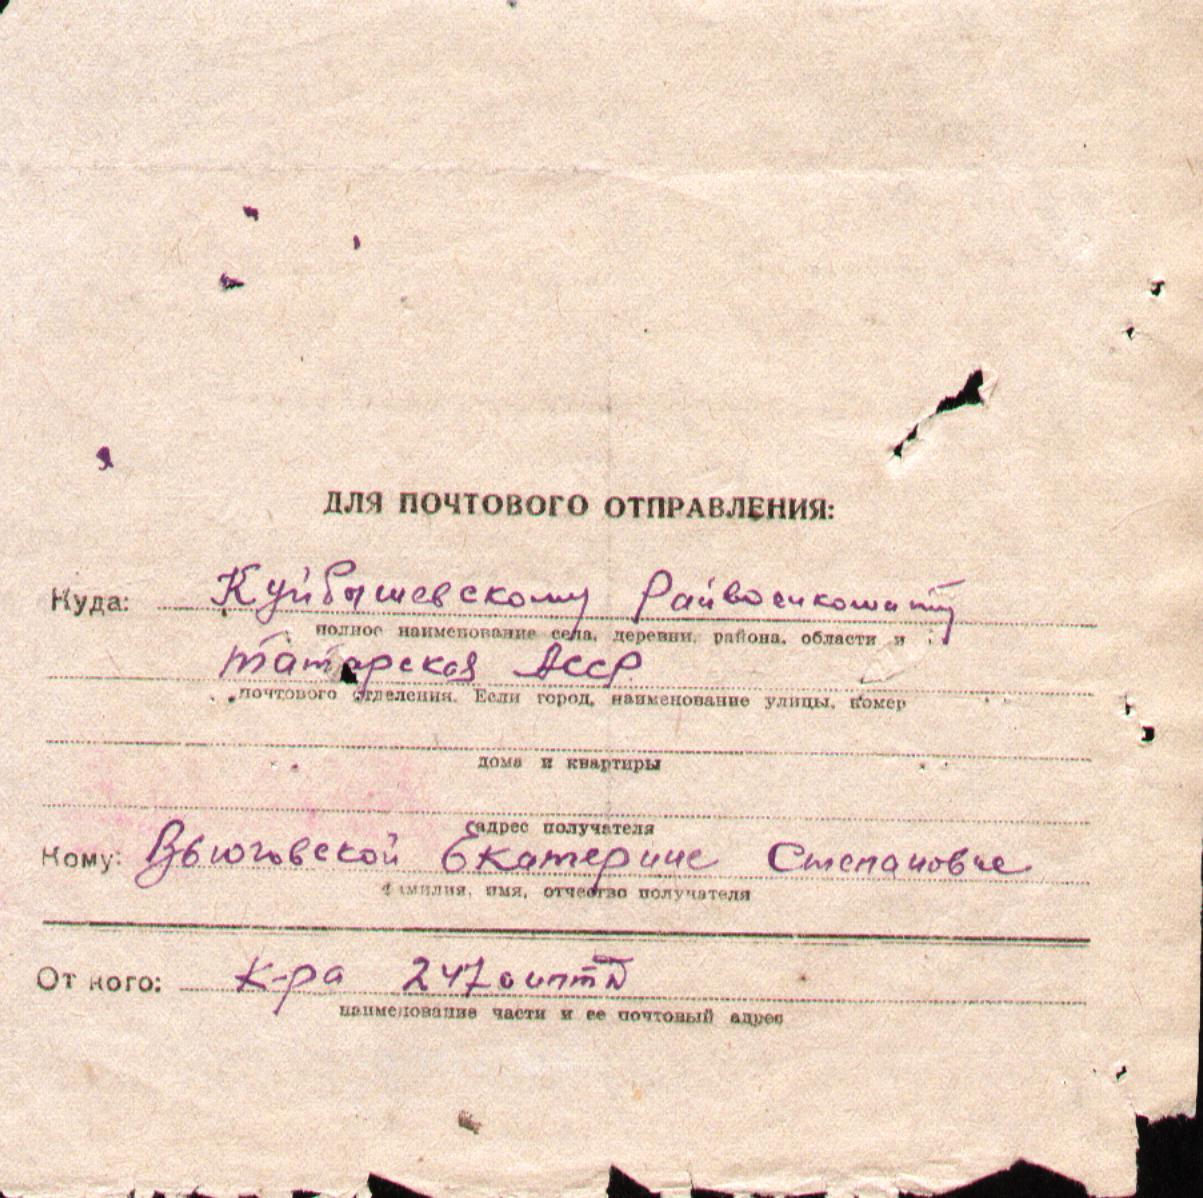 ДЛЯ ПОЧТОВОГО ОТПРАВЛЕНИЯ:
Куда: Куйбышевскому Райвоенкомату
полное наименование села, деревни, района, области и
Татарская АССР
почтового отделения. Если город, наименование улицы, номер
дома и квартиры
адрес получателя
Кому: Вьюговской Екатерине Степановне
Фамилия, имя, отчество получателя
От кого: К-ра 247 оиптд
наименование части и ее почтовый адрес